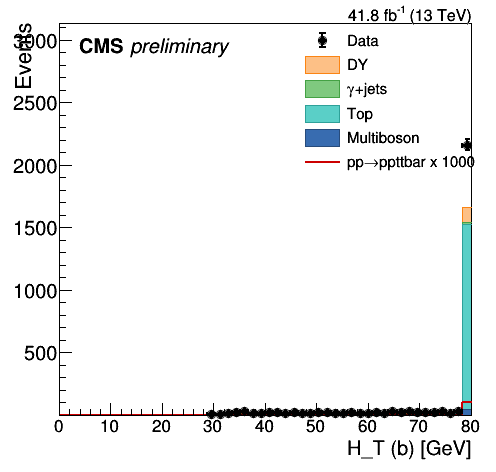 41.8 fb⁻¹ (13 TeV)
Events
CMS preliminary
Data
DY
γ+jets
Top
Multiboson
pp→ppttbar x 1000
3000
2500
2000
1500
1000
500
0 10 20 30 40 50 60 70 80
H_T (b) [GeV]